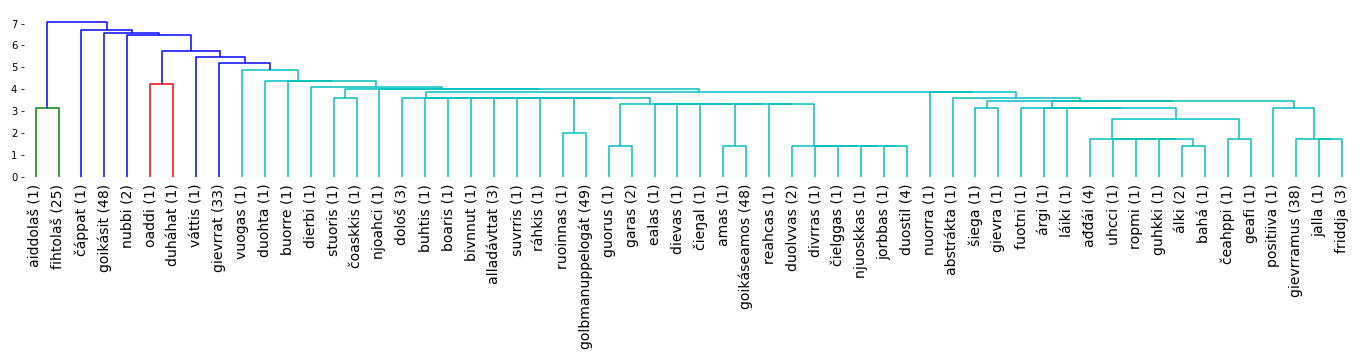 7
6
5
4
3
2
1
0
aiddolaš (1)
fihtolaš (25)
čáppat (1)
goikásit (48)
nubbi (2)
oaddi (1)
duháhat (1)
váttis (1)
gievrrat (33)
vuogas (1)
duohta (1)
buorre (1)
dierbi (1)
stuoris (1)
čoaskkis (1)
njoahci (1)
dološ (3)
buhtis (1)
boaris (1)
bivnnut (1)
alladávttat (3)
suvrris (1)
ráhkis (1)
ruoinnas (1)
golbmanuppelogát (49)
guorus (1)
garas (2)
ealas (1)
dievas (1)
čieŋal (1)
amas (1)
goikáseamos (48)
reahcas (1)
duolvvas (2)
divrras (1)
čielggas (1)
njuoskkas (1)
jorbbas (1)
duostil (4)
nuorra (1)
abstrákta (1)
šiega (1)
gievra (1)
fuotni (1)
árgi (1)
láiki (1)
ađđái (4)
uhcci (1)
ropmi (1)
guhkki (1)
álki (2)
bahá (1)
čeahppi (1)
geafi (1)
positiiva (1)
gievrramus (38)
jalla (1)
friddja (3)